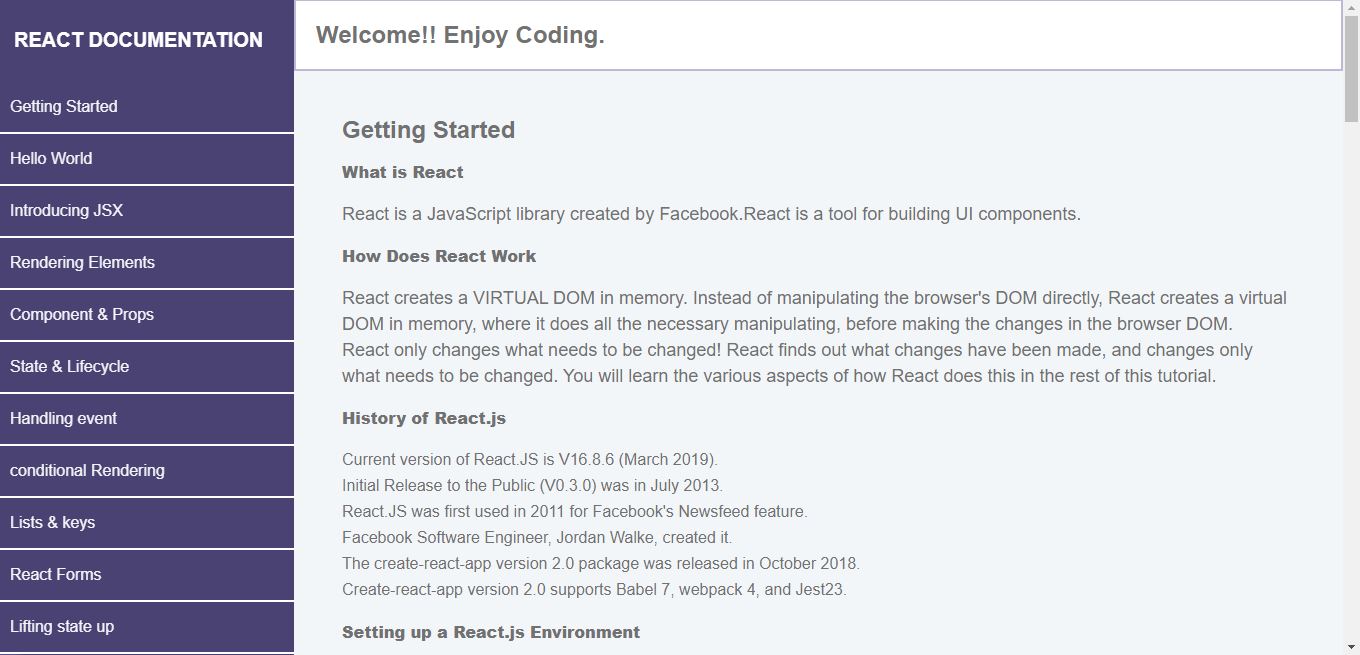 REACT DOCUMENTATION
Getting Started
Hello World
Introducing JSX
Rendering Elements
Component & Props
State & Lifecycle
Handling event
conditional Rendering
Lists & keys
React Forms
Lifting state up
Welcome!! Enjoy Coding.
Getting Started
What is React
React is a JavaScript library created by Facebook.React is a tool for building UI components.
How Does React Work
React creates a VIRTUAL DOM in memory. Instead of manipulating the browser's DOM directly, React creates a virtual
DOM in memory, where it does all the necessary manipulating, before making the changes in the browser DOM.
React only changes what needs to be changed! React finds out what changes have been made, and changes only
what needs to be changed. You will learn the various aspects of how React does this in the rest of this tutorial.
History of React.js
Current version of React.JS is V16.8.6 (March 2019).
Initial Release to the Public (V0.3.0) was in July 2013.
React.JS was first used in 2011 for Facebook's Newsfeed feature.
Facebook Software Engineer, Jordan Walke, created it.
The create-react-app version 2.0 package was released in October 2018.
Create-react-app version 2.0 supports Babel 7, webpack 4, and Jest23.
Setting up a React.js Environment